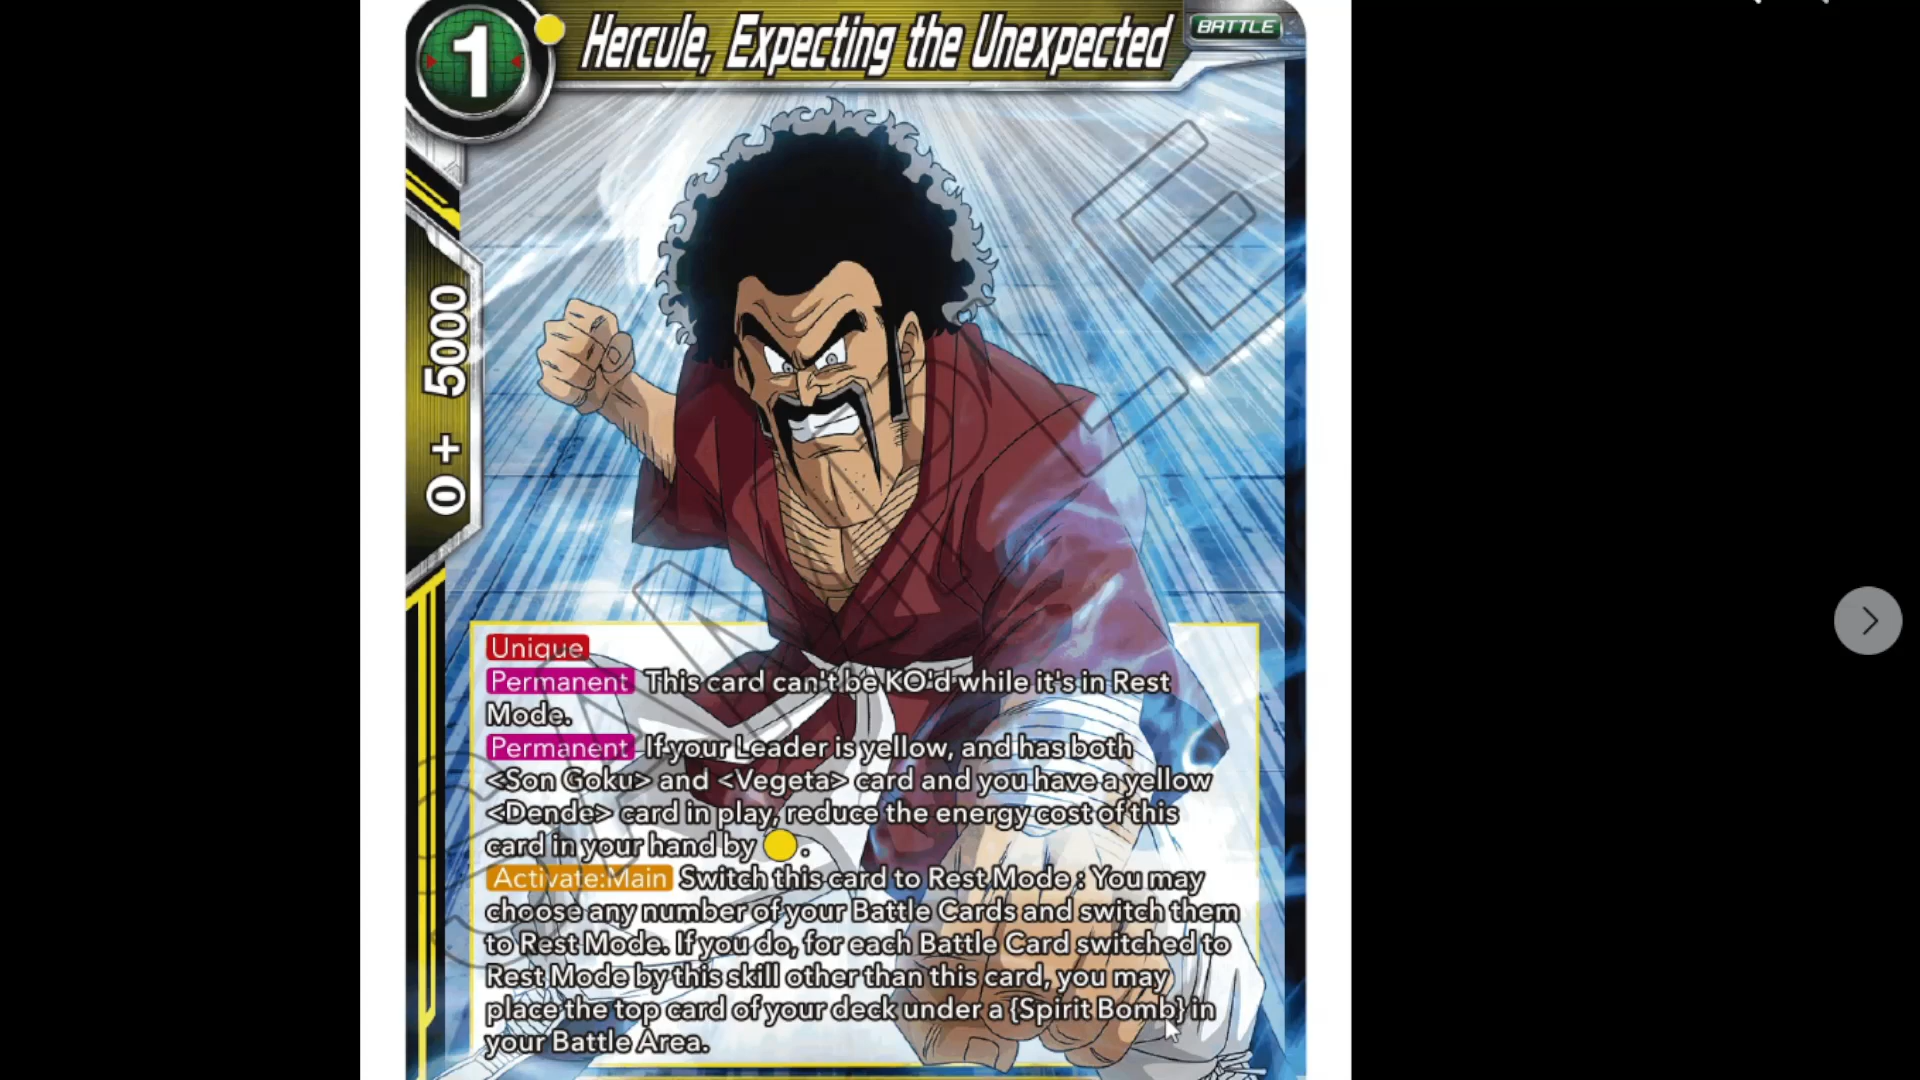 1
Hercule, Expecting the Unexpected
BATTLE
0 + 5000
SAMPLE
Unique
Permanent This card can't be KO'd while it's in Rest
Mode.
Permanent If your Leader is yellow, and has both
<Son Goku> and <Vegeta> card and you have a yellow
<Dende> card in play, reduce the energy cost of this
card in your hand by .
Activate:Main Switch this card to Rest Mode : You may
choose any number of your Battle Cards and switch them
to Rest Mode. If you do, for each Battle Card switched to
Rest Mode by this skill other than this card, you may
place the top card of your deck under a {Spirit Bomb} in
your Battle Area.